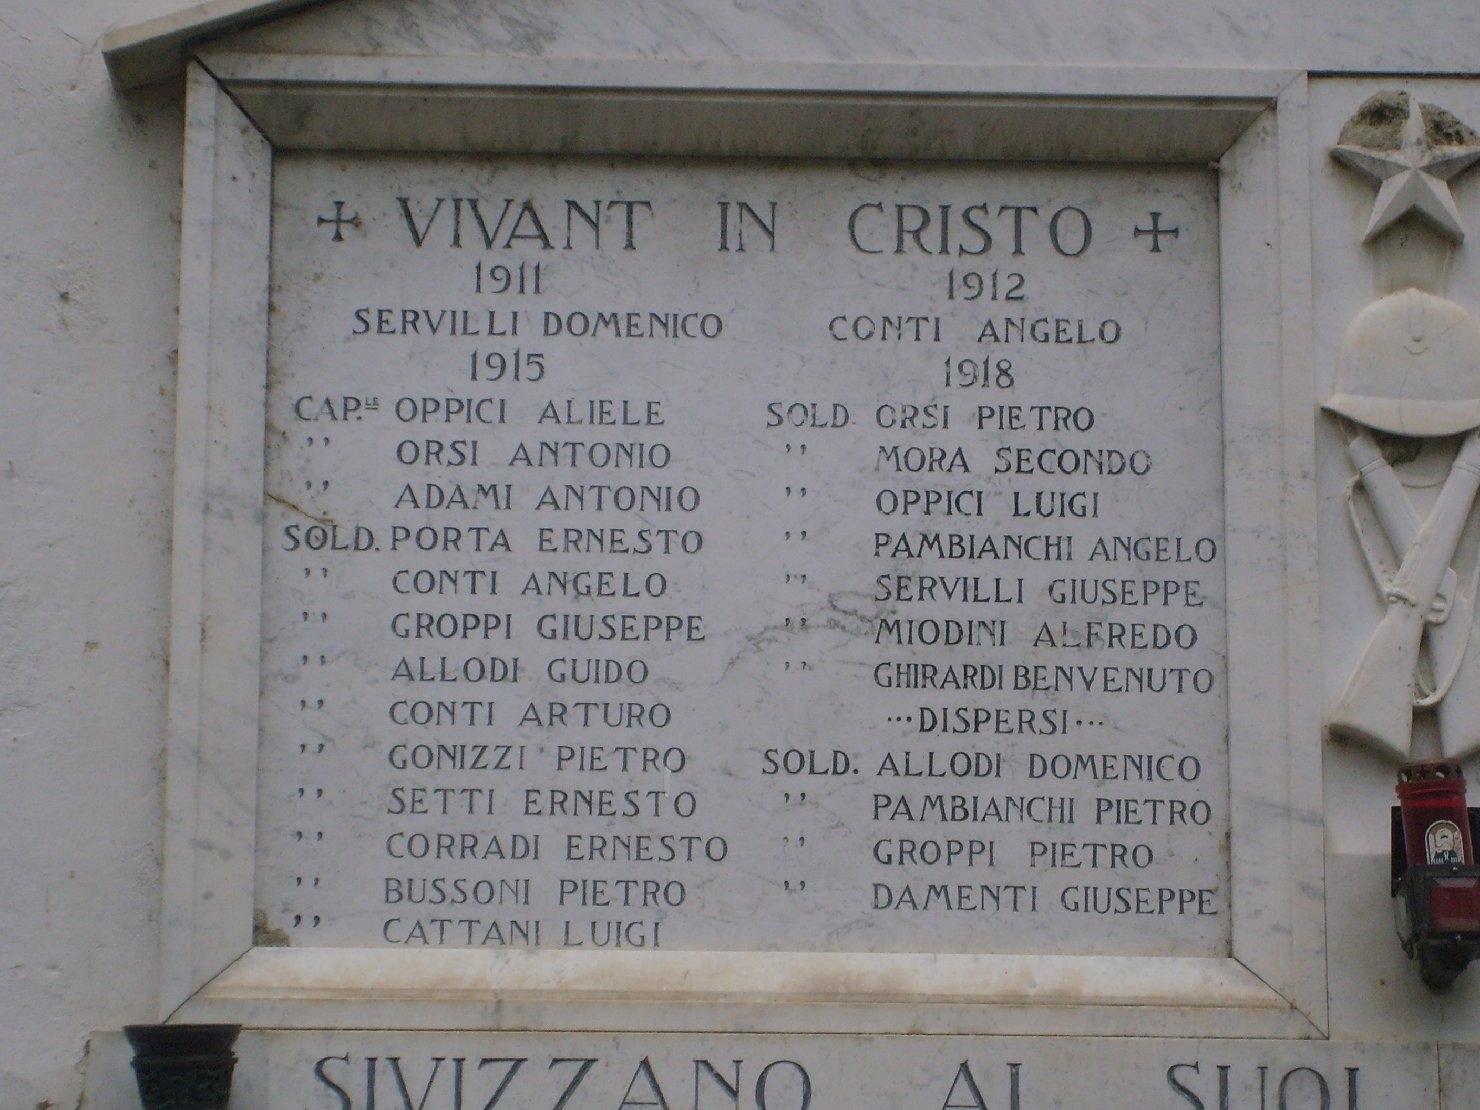 + VIVANT IN CRISTO +
1911
SERVILLI DOMENICO
1915
CAP.LE OPPICI ALIELE
’’ ORSI ANTONIO
’’ ADAMI ANTONIO
SOLD. PORTA ERNESTO
’’ CONTI ANGELO
’’ GROPPI GIUSEPPE
’’ ALLODI GUIDO
’’ CONTI ARTURO
’’ GONIZZI PIETRO
’’ SETTI ERNESTO
’’ CORRADI ERNESTO
’’ BUSSONI PIETRO
’’ CATTANI LUIGI
1912
CONTI ANGELO
1918
SOLD. ORSI PIETRO
’’ MORA SECONDO
’’ OPPICI LUIGI
’’ PAMBIANCHI ANGELO
’’ SERVILLI GIUSEPPE
’’ MIODINI ALFREDO
’’ GHIRARDI BENVENUTO
···DISPERSI···
SOLD. ALLODI DOMENICO
’’ PAMBIANCHI PIETRO
’’ GROPPI PIETRO
’’ DAMENTI GIUSEPPE
SIVIZZANO AI SUOI